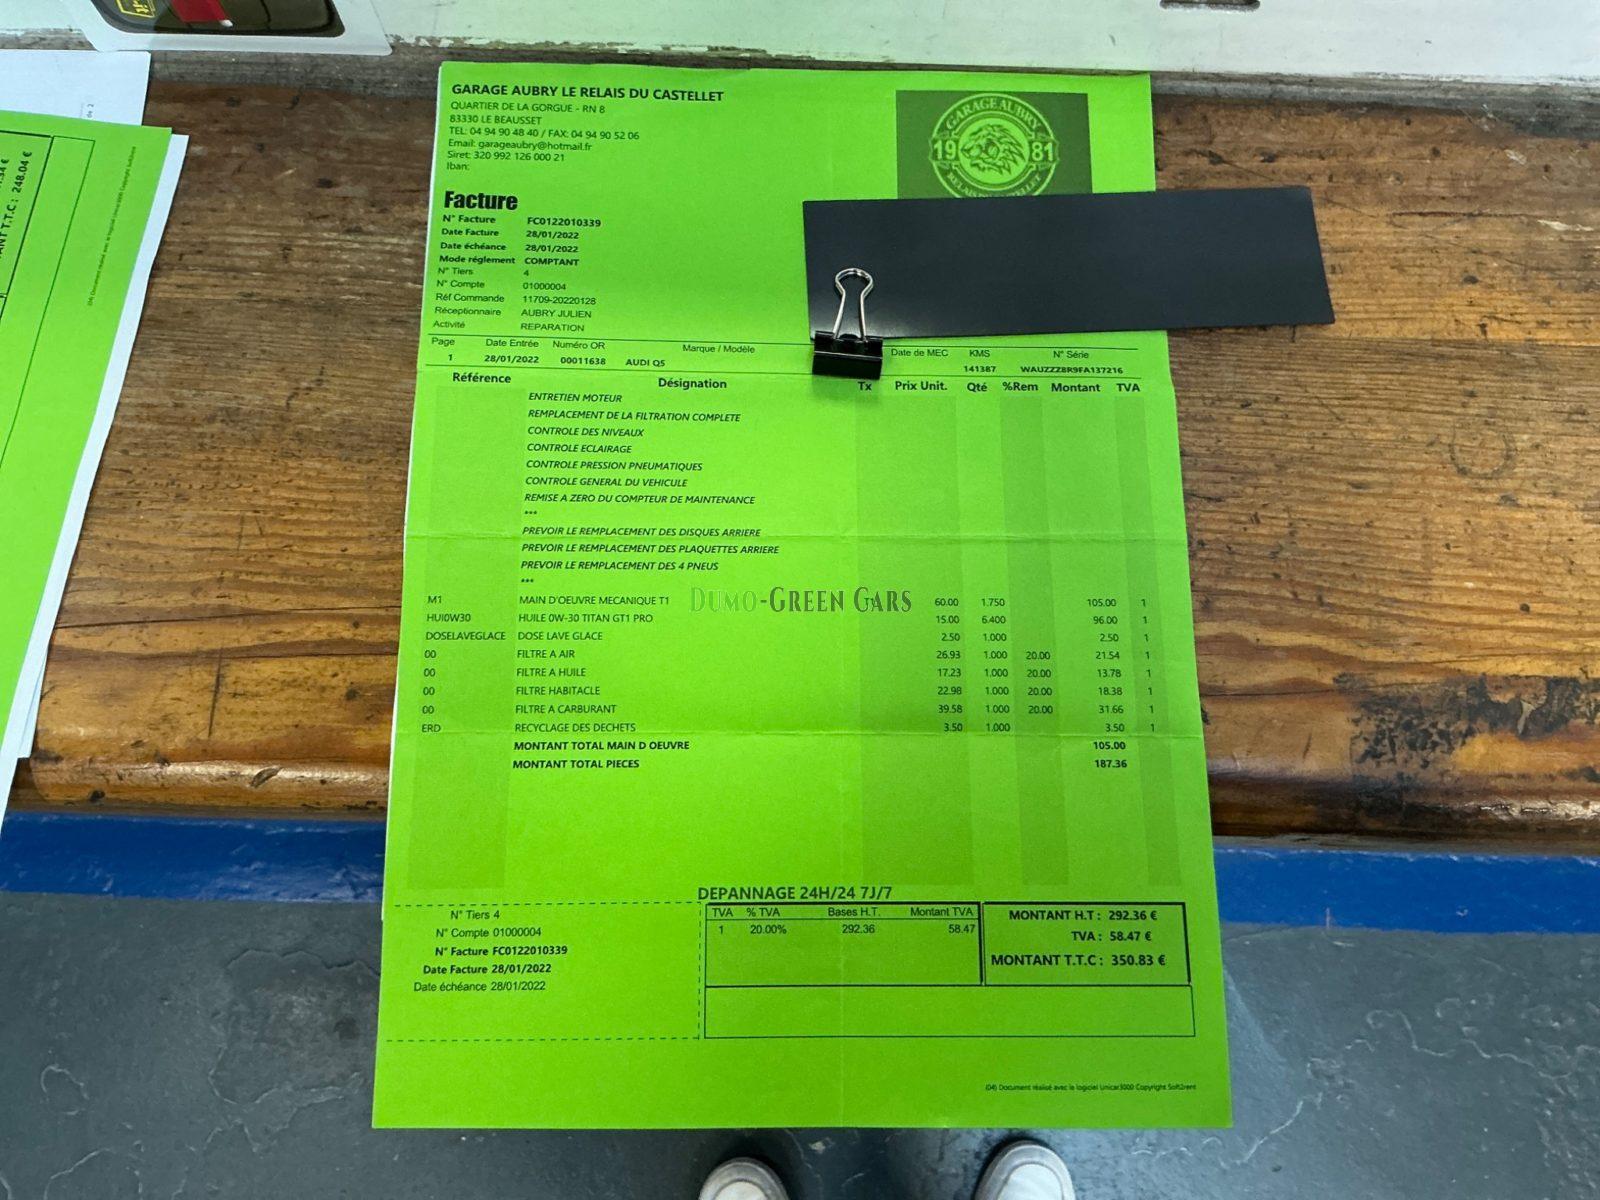 GARAGE AUBRY LE RELAIS DU CASTELLET
QUARTIER DE LA GORGUE - RN 8
83330 LE BEAUSSET
TEL: 04 94 90 48 40 / FAX: 04 94 90 52 06
Email: garageaubry@hotmail.fr
Siret: 320 992 126 000 21
Iban:
GARAGE AUBRY
19 81
RELAIS DU CASTELLET
Facture
N° Facture FC0122010339
Date Facture 28/01/2022
Date échéance 28/01/2022
Mode réglement COMPTANT
N° Tiers 4
N° Compte 01000004
Réf Commande 11709-20220128
Réceptionnaire AUBRY JULIEN
Activité REPARATION
Page Date Entrée Numéro OR Marque / Modèle Date de MEC KMS N° Série
1 28/01/2022 00011638 AUDI Q5 141387 WAUZZZ8R9FA137216
Référence Désignation Tx Prix Unit. Qté %Rem Montant TVA
ENTRETIEN MOTEUR
REMPLACEMENT DE LA FILTRATION COMPLETE
CONTROLE DES NIVEAUX
CONTROLE ECLAIRAGE
CONTROLE PRESSION PNEUMATIQUES
CONTROLE GENERAL DU VEHICULE
REMISE A ZERO DU COMPTEUR DE MAINTENANCE
***
PREVOIR LE REMPLACEMENT DES DISQUES ARRIERE
PREVOIR LE REMPLACEMENT DES PLAQUETTES ARRIERE
PREVOIR LE REMPLACEMENT DES 4 PNEUS
***
M1 MAIN D'OEUVRE MECANIQUE T1 60.00 1.750 105.00 1
DUMO-GREEN CARS
HUI0W30 HUILE 0W-30 TITAN GT1 PRO 15.00 6.400 96.00 1
DOSELAVEGLACE DOSE LAVE GLACE 2.50 1.000 2.50 1
00 FILTRE A AIR 26.93 1.000 20.00 21.54 1
00 FILTRE A HUILE 17.23 1.000 20.00 13.78 1
00 FILTRE HABITACLE 22.98 1.000 20.00 18.38 1
00 FILTRE A CARBURANT 39.58 1.000 20.00 31.66 1
ERD RECYCLAGE DES DECHETS 3.50 1.000 3.50 1
MONTANT TOTAL MAIN D OEUVRE 105.00
MONTANT TOTAL PIECES 187.36
DEPANNAGE 24H/24 7J/7
N° Tiers 4
N° Compte 01000004
N° Facture FC0122010339
Date Facture 28/01/2022
Date échéance 28/01/2022
TVA % TVA Bases H.T. Montant TVA
1 20.00% 292.36 58.47
MONTANT H.T : 292.36 €
TVA : 58.47 €
MONTANT T.T.C : 350.83 €
(04) Document réalisé avec le logiciel Unicar3000 Copyright Soft2rent
T.T.C : 248.04 €